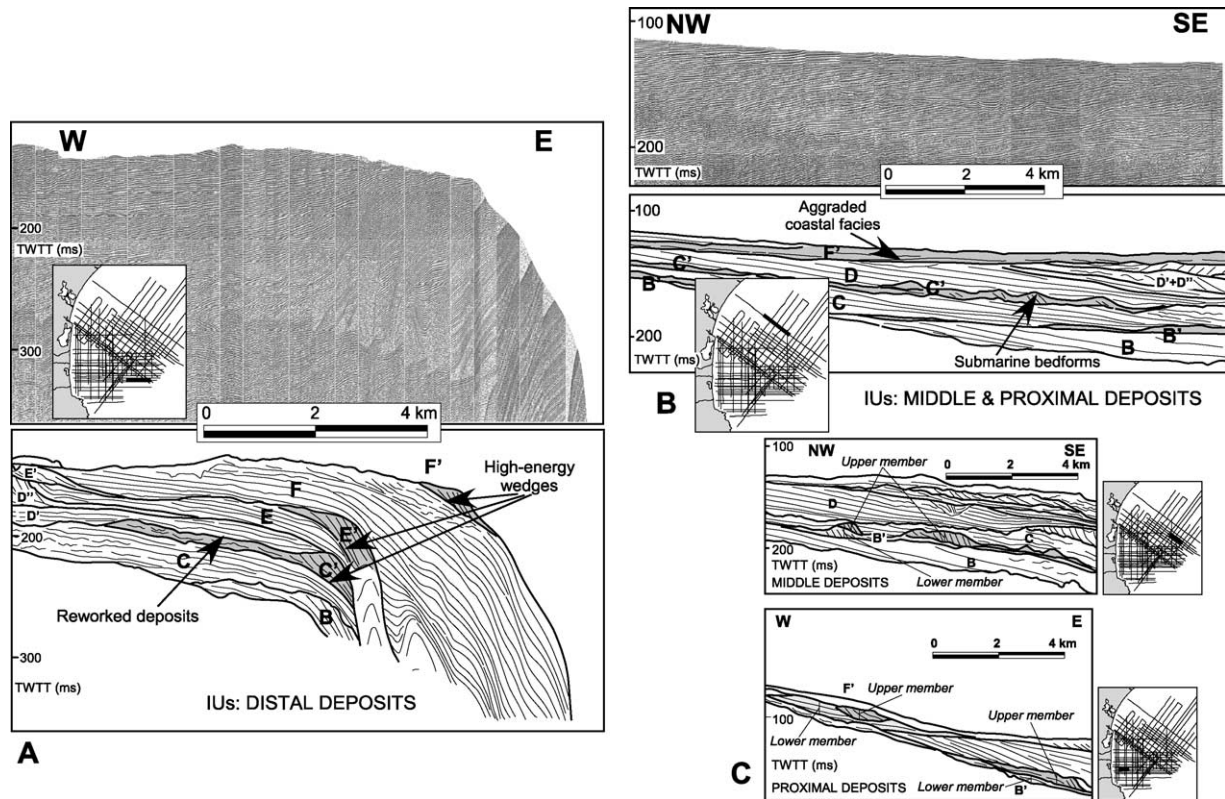 W
E
200
TWTT (ms)
300
0
2
4 km
E'
D''
D'
200
300
TWTT (ms)
F
E
C
B
C'
E'
F'
High-energy
wedges
Reworked deposits
IUs: DISTAL DEPOSITS
A
100
NW
SE
200
TWTT (ms)
0
2
4 km
100
Aggraded
coastal facies
F'
C'
D
B'
C
C'
D'+D''
B'
B
200
TWTT (ms)
Submarine bedforms
B
IUs: MIDDLE & PROXIMAL DEPOSITS
NW
SE
100
Upper member
0
2
4 km
D
B'
C
B
200
TWTT (ms)
MIDDLE DEPOSITS
Lower member
W
E
0
2
4 km
F'
Upper member
Upper member
100
Lower member
TWTT (ms)
Lower member
B'
PROXIMAL DEPOSITS
C